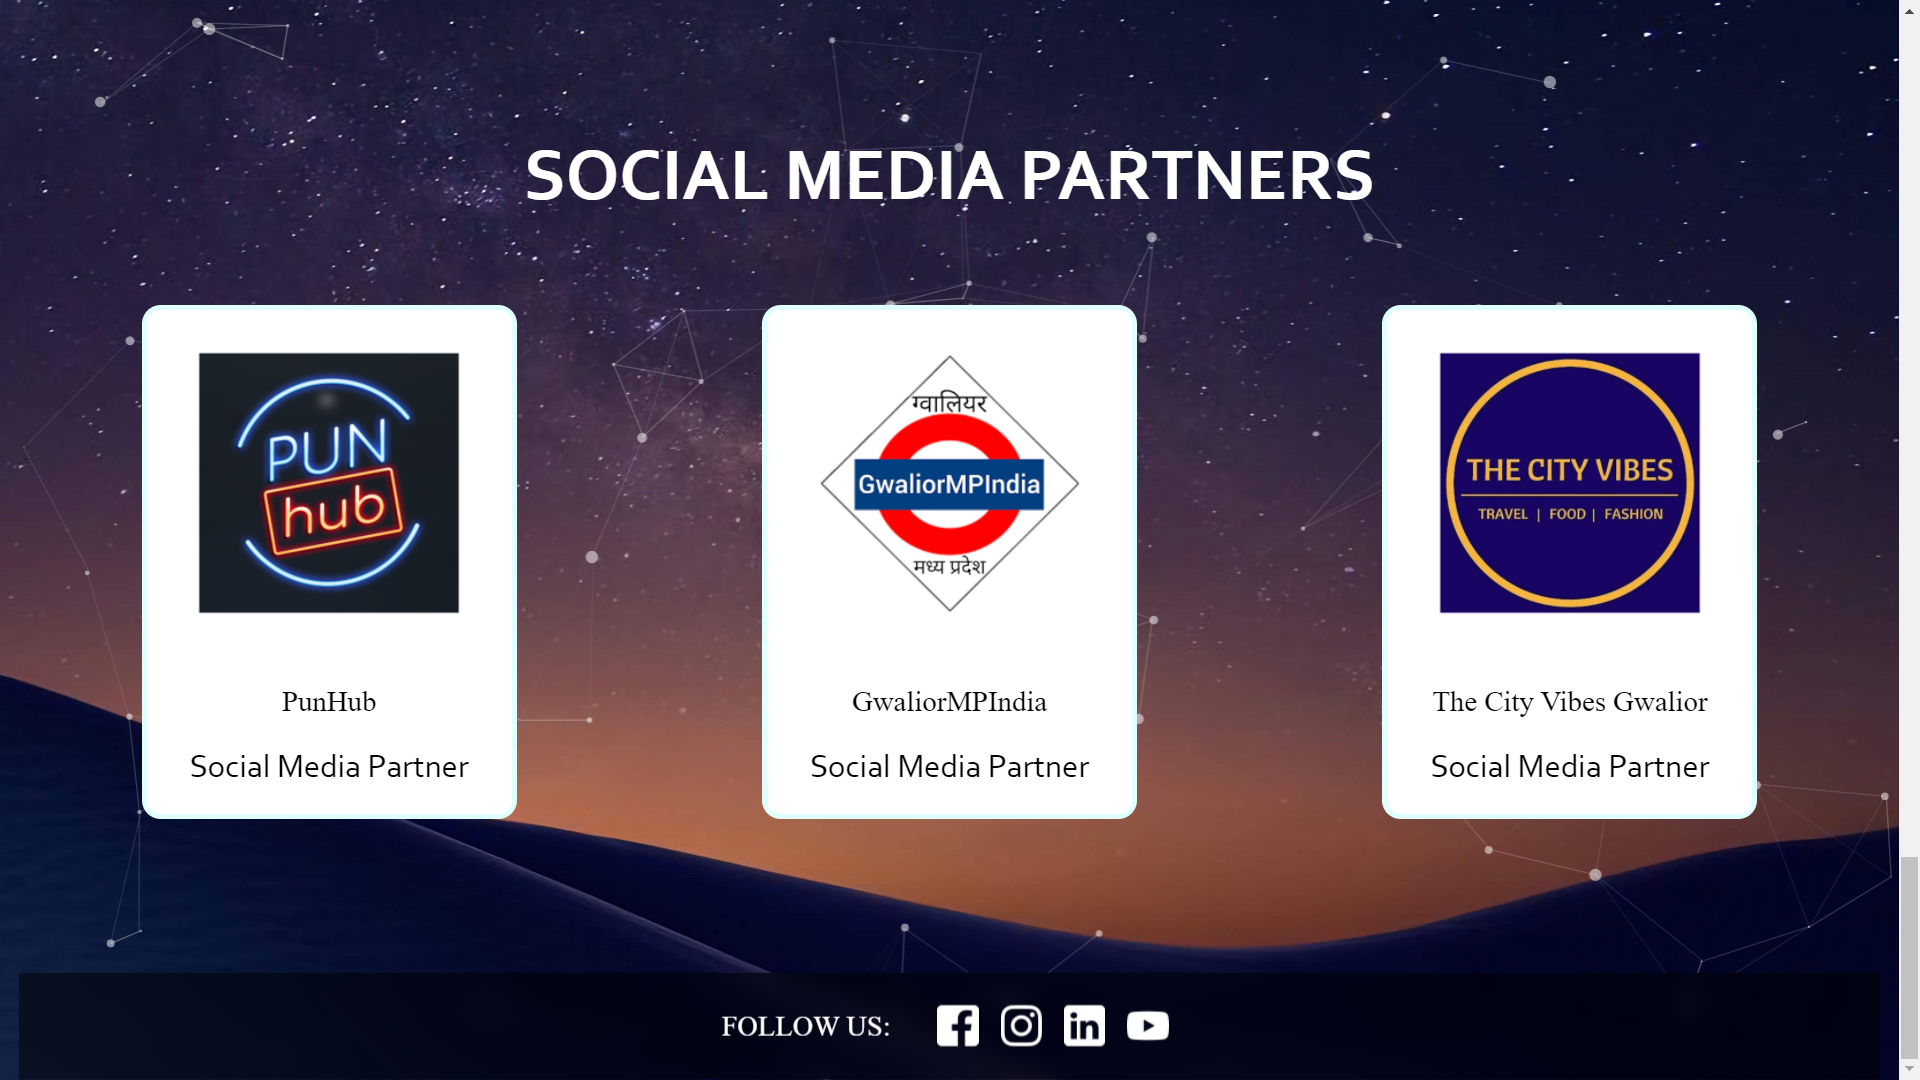 SOCIAL MEDIA PARTNERS
PUN
hub
PunHub
Social Media Partner
ग्वालियर
GwaliorMPIndia
मध्य प्रदेश
GwaliorMPIndia
Social Media Partner
THE CITY VIBES
TRAVEL | FOOD | FASHION
The City Vibes Gwalior
Social Media Partner
FOLLOW US: